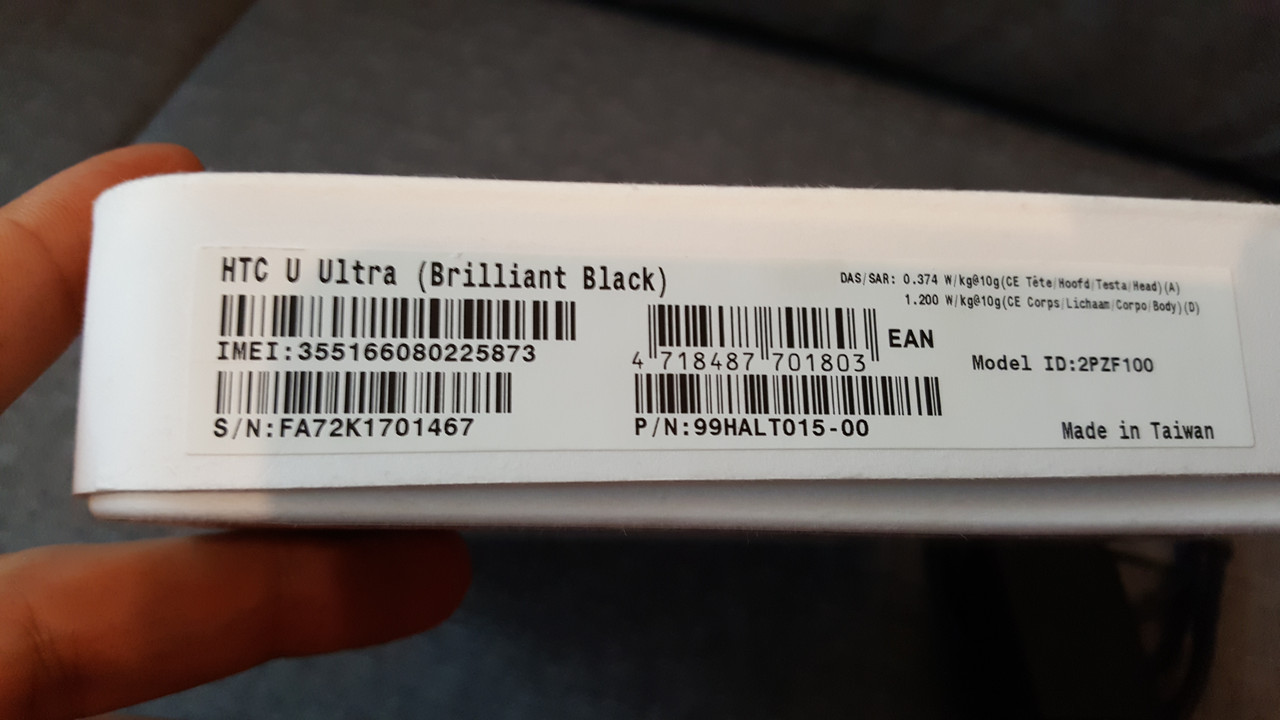 HTC U Ultra (Brilliant Black)
IMEI:355166080225873
S/N:FA72K1701467
4 718487 701803 EAN
P/N:99HALT015-00
DAS/SAR: 0.374 W/kg@10g(CE Tête/Hoofd/Testa/Head)(A)
1.200 W/kg@10g(CE Corps/Lichaam/Corpo/Body)(D)
Model ID:2PZF100
Made in Taiwan